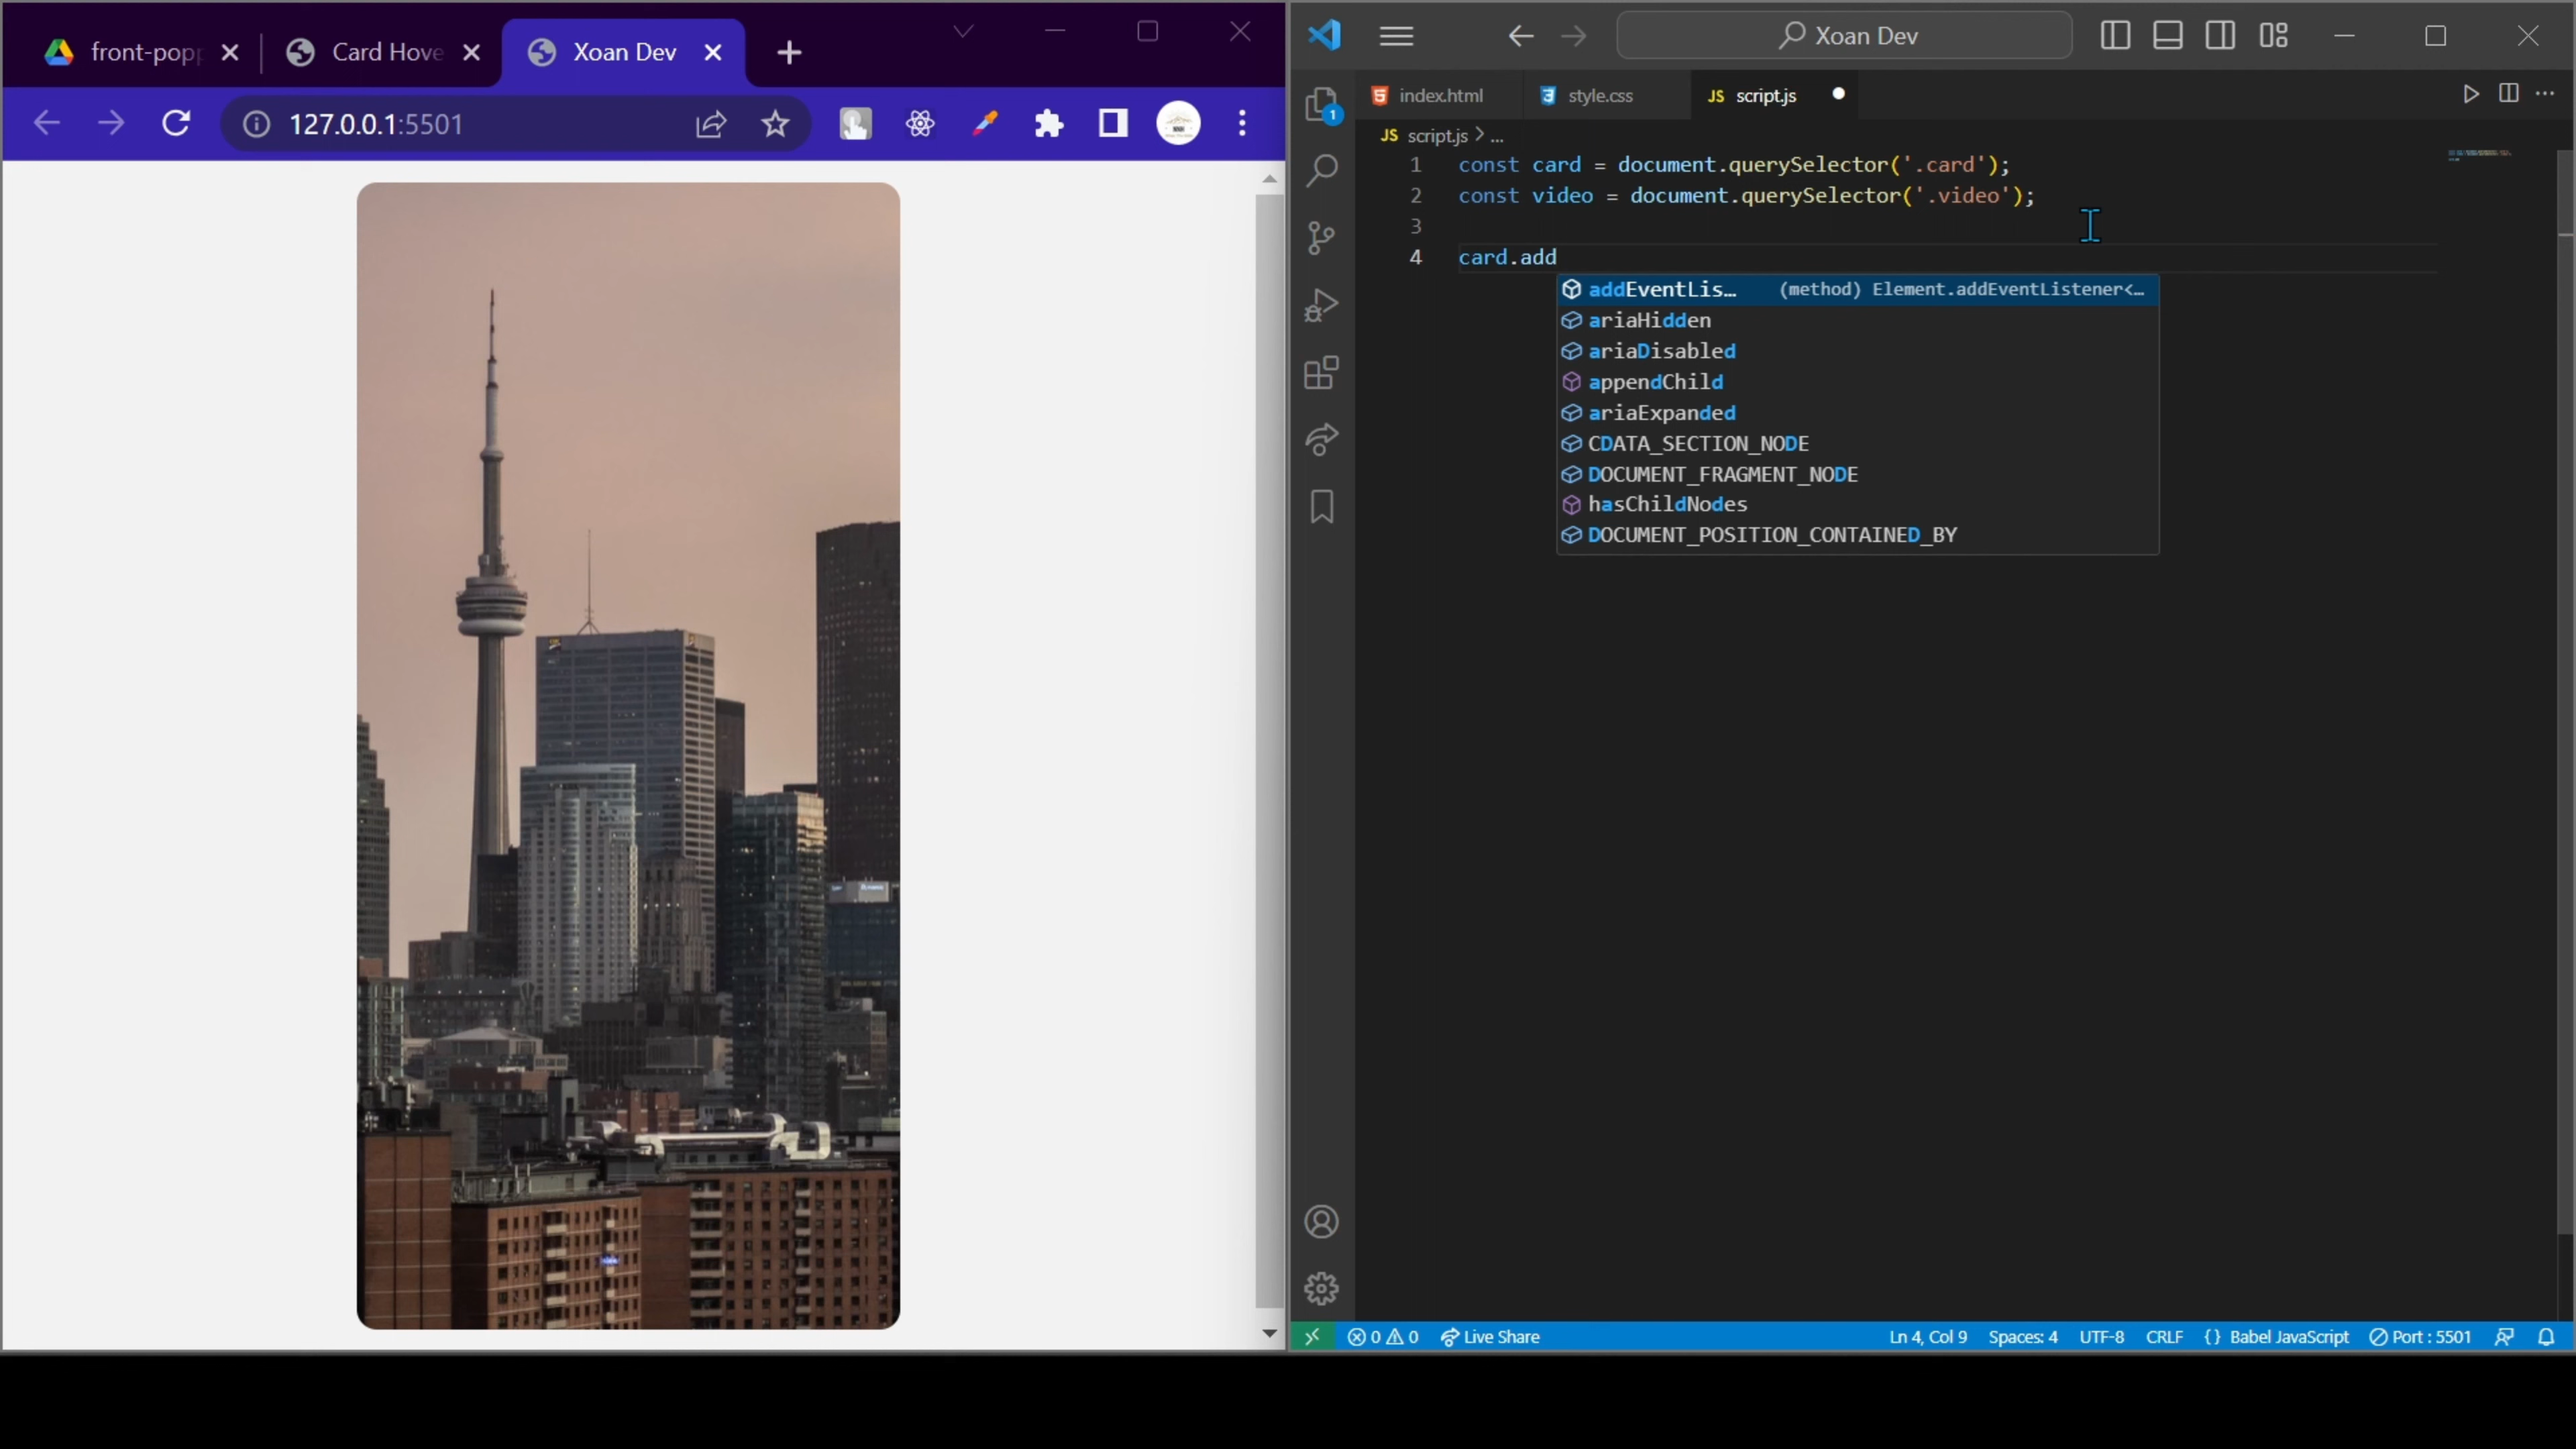 front-popp
Card Hove
Xoan Dev
127.0.0.1:5501
Xoan Dev
index.html
style.css
JS script.js
1
JS script.js > ...
1 const card = document.querySelector('.card');
2 const video = document.querySelector('.video');
3
4 card.add
addEventLis… (method) Element.addEventListener<…
ariaHidden
ariaDisabled
appendChild
ariaExpanded
CDATA_SECTION_NODE
DOCUMENT_FRAGMENT_NODE
hasChildNodes
DOCUMENT_POSITION_CONTAINED_BY
0 0 Live Share Ln 4, Col 9 Spaces: 4 UTF-8 CRLF {} Babel JavaScript Port : 5501